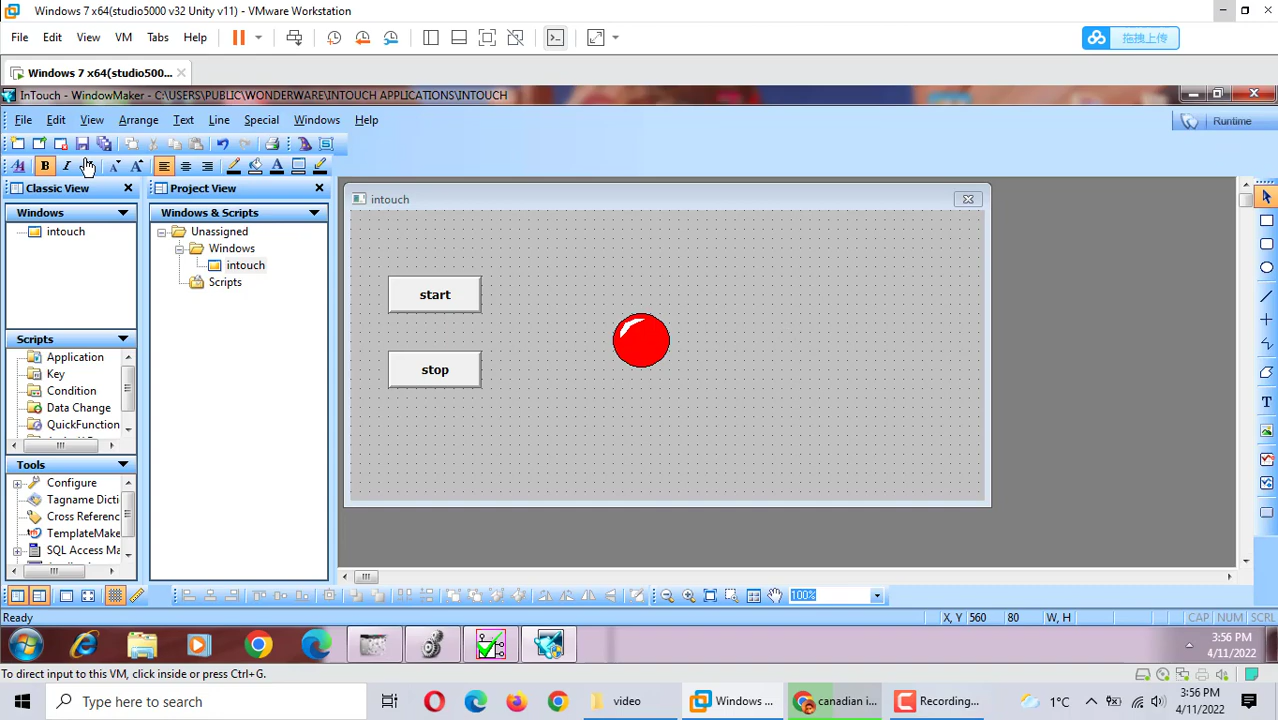 Windows 7 x64(studio5000 v32 Unity v11) - VMware Workstation
File Edit View VM Tabs Help
拖拽上传
Windows 7 x64(studio500...
InTouch - WindowMaker - C:\USERS\PUBLIC\WONDERWARE\INTOUCH APPLICATIONS\INTOUCH
File Edit View Arrange Text Line Special Windows Help
Runtime
B I
Classic View
Project View
Windows
Windows & Scripts
intouch
Unassigned
Windows
intouch
Scripts
intouch
start
stop
Scripts
Application
Key
Condition
Data Change
QuickFunction
Tools
Configure
Tagname Dicti
Cross Referenc
TemplateMake
SQL Access Ma
100%
Ready
X, Y 560 80 W, H CAP NUM SCRL
3:56 PM
4/11/2022
To direct input to this VM, click inside or press Ctrl+G.
Type here to search
video
Windows ...
canadian i...
Recording...
1°C
3:56 PM
4/11/2022